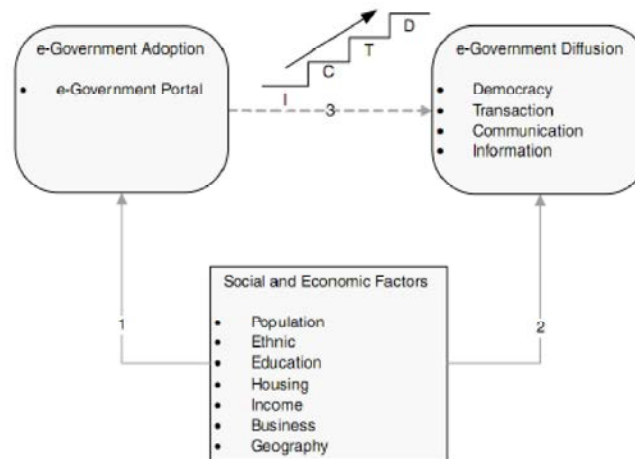 D
T
C
I
e-Government Adoption
• e-Government Portal
3
e-Government Diffusion
• Democracy
• Transaction
• Communication
• Information
1
2
Social and Economic Factors
• Population
• Ethnic
• Education
• Housing
• Income
• Business
• Geography